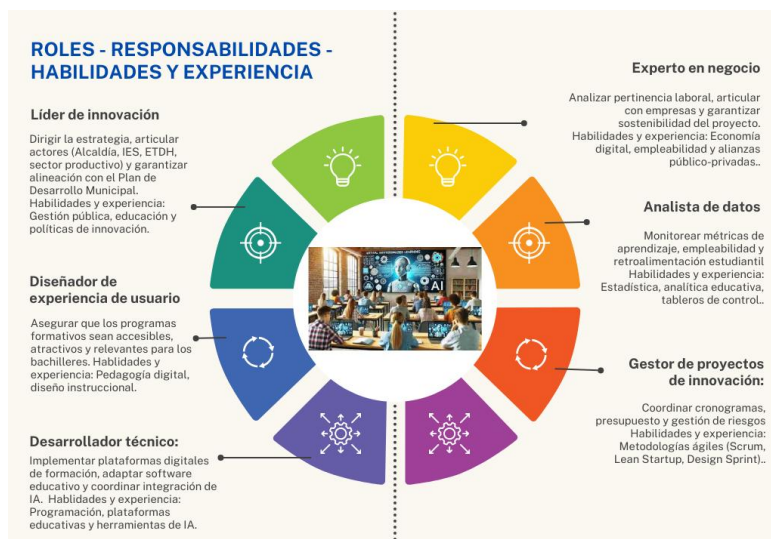 ROLES - RESPONSABILIDADES -
HABILIDADES Y EXPERIENCIA
Líder de innovación
Dirigir la estrategia, articular
actores (Alcaldía, IES, ETDH,
sector productivo) y garantizar
alineación con el Plan de
Desarrollo Municipal.
Habilidades y experiencia:
Gestión pública, educación y
políticas de innovación.
Diseñador de
experiencia de usuario
Asegurar que los programas
formativos sean accesibles,
atractivos y relevantes para los
bachilleres. Hablidades y
experiencia: Pedagogía digital,
diseño instruccional.
Desarrollador técnico:
Implementar plataformas digitales
de formación, adaptar software
educativo y coordinar integración de
IA. Hablidades y experiencia:
Programación, plataformas
educativas y herramientas de IA.
Experto en negocio
Analizar pertinencia laboral, articular
con empresas y garantizar
sostenibilidad del proyecto.
Habilidades y experiencia: Economía
digital, empleabilidad y alianzas
público-privadas..
Analista de datos
Monitorear métricas de
aprendizaje, empleabilidad y
retroalimentación estudiantil
Habilidades y experiencia:
Estadística, analítica educativa,
tableros de control..
Gestor de proyectos
de innovación:
Coordinar cronogramas,
presupuesto y gestión de riesgos
Habilidades y experiencia:
Metodologías ágiles (Scrum,
Lean Startup, Design Sprint)..
AI